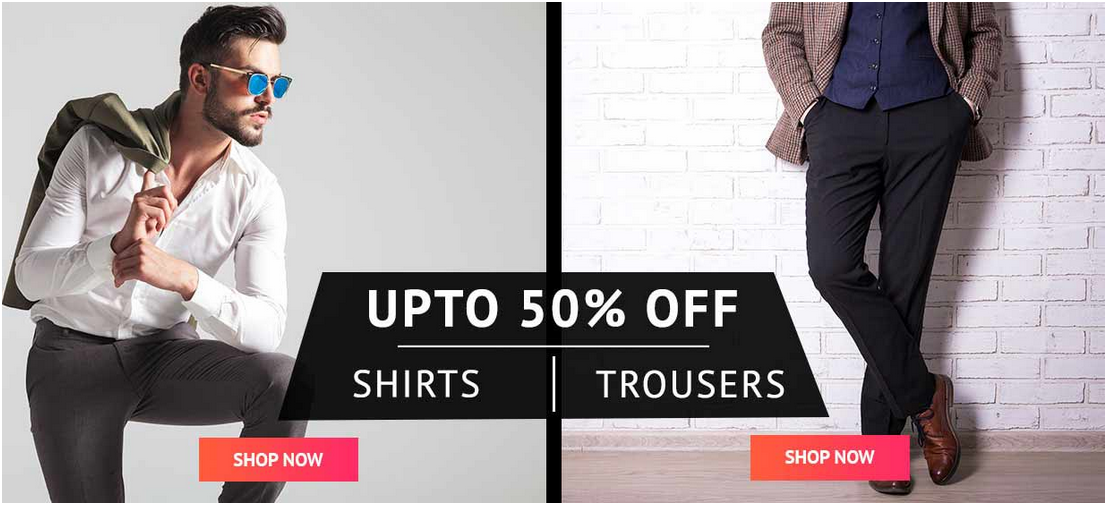 UPTO 50% OFF
SHIRTS
TROUSERS
SHOP NOW
SHOP NOW